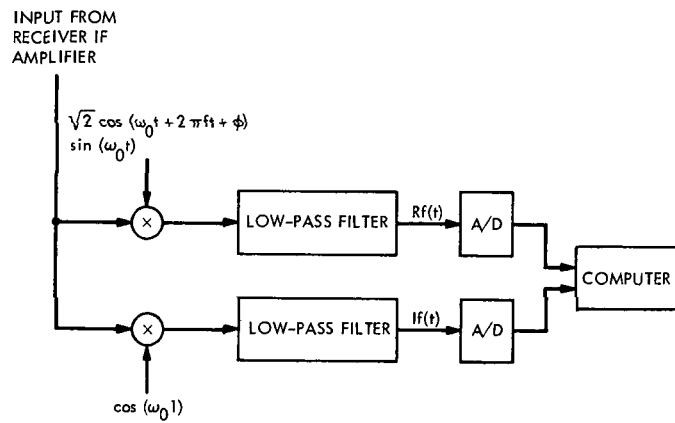 INPUT FROM
RECEIVER IF
AMPLIFIER
√2 cos (ω₀t + 2 πft + ϕ)
sin (ω₀t)
×
LOW-PASS FILTER
Rf(t)
A/D
COMPUTER
×
LOW-PASS FILTER
If(t)
A/D
cos (ω₀1)